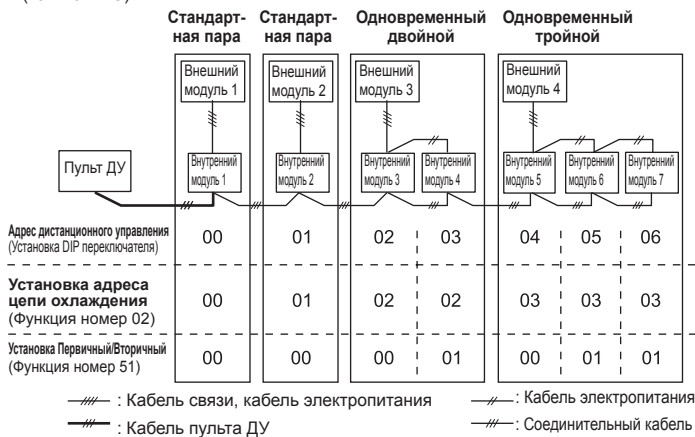 Стандарт-
ная пара
Стандарт-
ная пара
Одновременный
двойной
Одновременный
тройной
Внешний
модуль 1
Внешний
модуль 2
Внешний
модуль 3
Внешний
модуль 4
Пульт ДУ
Внутренний
модуль 1
Внутренний
модуль 2
Внутренний
модуль 3
Внутренний
модуль 4
Внутренний
модуль 5
Внутренний
модуль 6
Внутренний
модуль 7
Адрес дистанционного управления
(Установка DIP переключателя)
00 01 02 03 04 05 06
Установка адреса
цепи охлаждения
(Функция номер 02)
00 01 02 02 03 03 03
Установка Первичный/Вторичный
(Функция номер 51)
00 00 00 01 00 01 01
: Кабель связи, кабель электропитания
: Кабель электропитания
: Кабель пульта ДУ
: Соединительный кабель